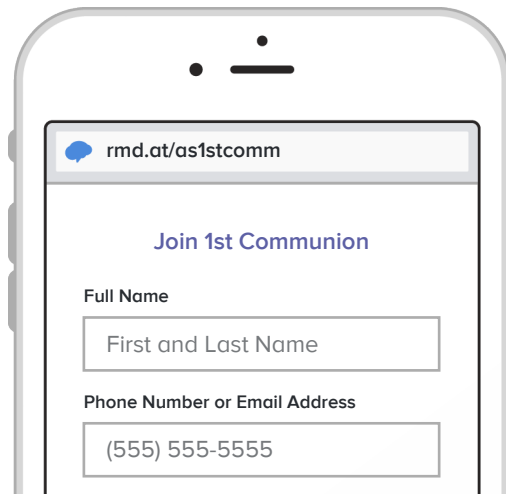 rmd.at/as1stcomm
Join 1st Communion
Full Name
First and Last Name
Phone Number or Email Address
(555) 555-5555